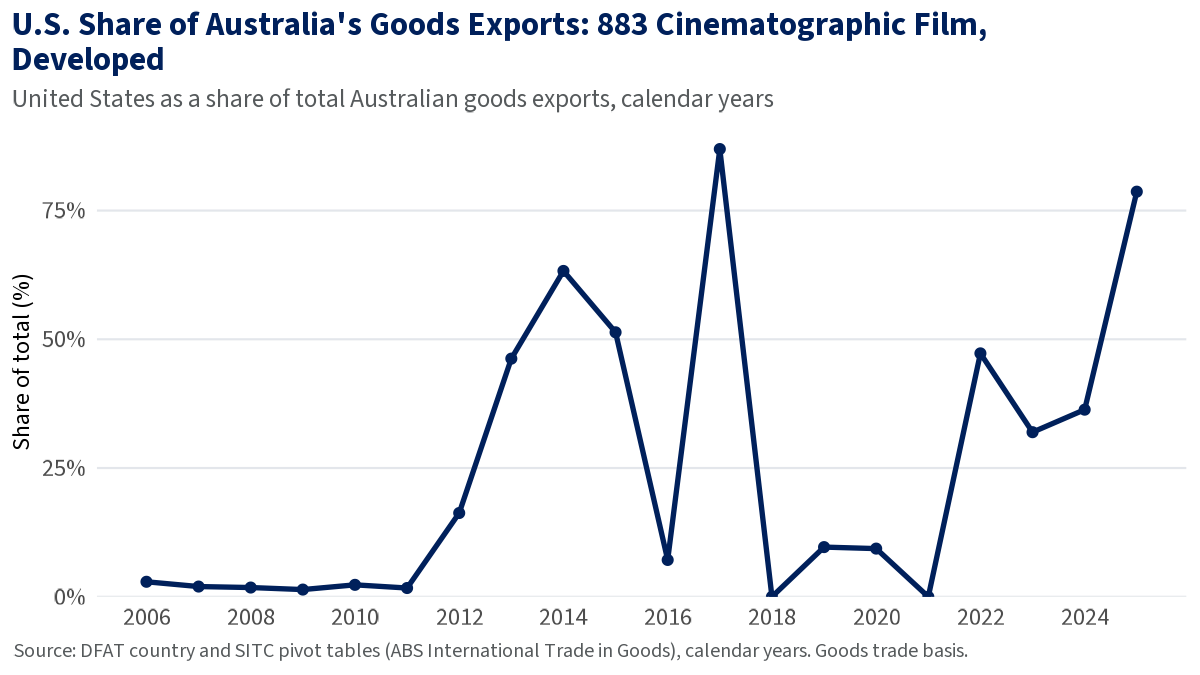 U.S. Share of Australia's Goods Exports: 883 Cinematographic Film,
Developed
United States as a share of total Australian goods exports, calendar years
Share of total (%)
75%
50%
25%
0%
2006 2008 2010 2012 2014 2016 2018 2020 2022 2024
Source: DFAT country and SITC pivot tables (ABS International Trade in Goods), calendar years. Goods trade basis.